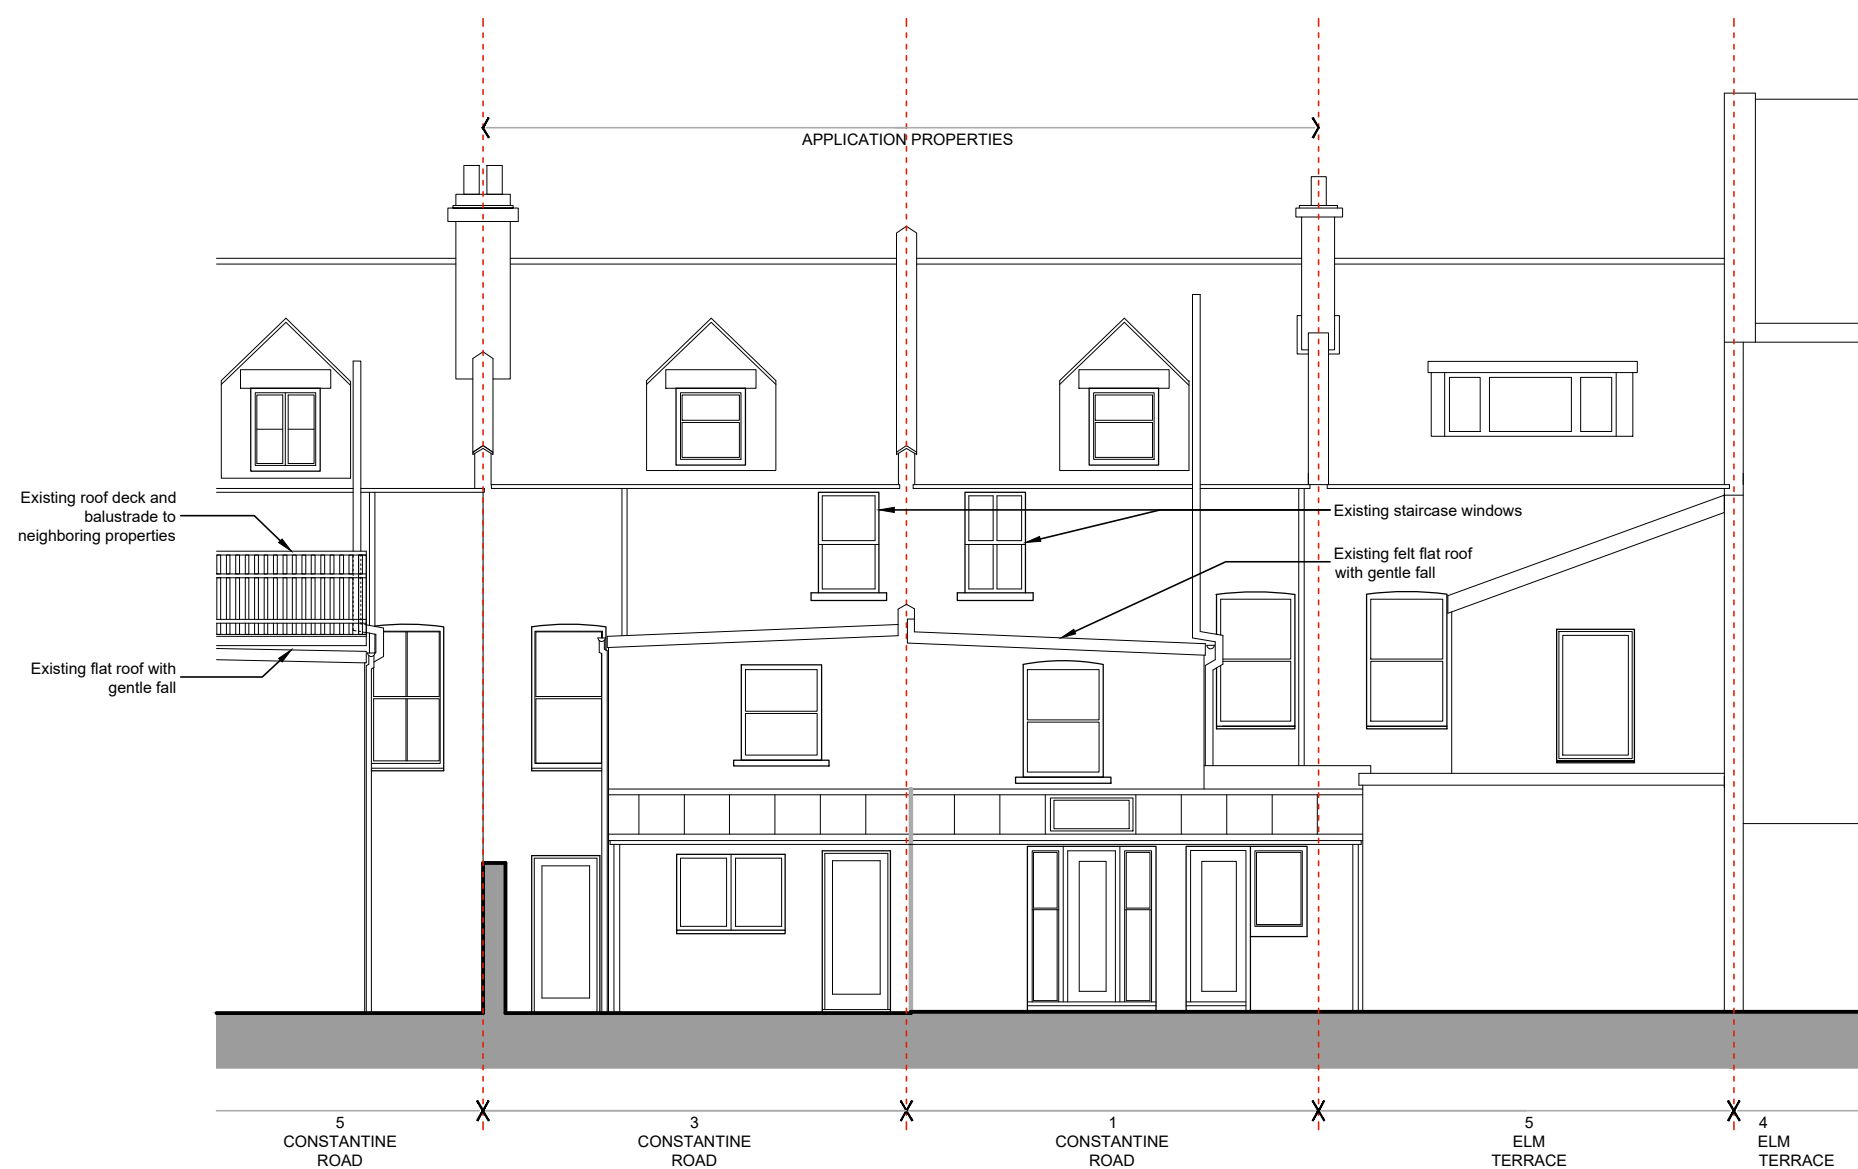 APPLICATION PROPERTIES
Existing roof deck and
balustrade to
neighboring properties
Existing staircase windows
Existing felt flat roof
with gentle fall
Existing flat roof with
gentle fall
5
CONSTANTINE
ROAD
3
CONSTANTINE
ROAD
1
CONSTANTINE
ROAD
5
ELM
TERRACE
4
ELM
TERRACE